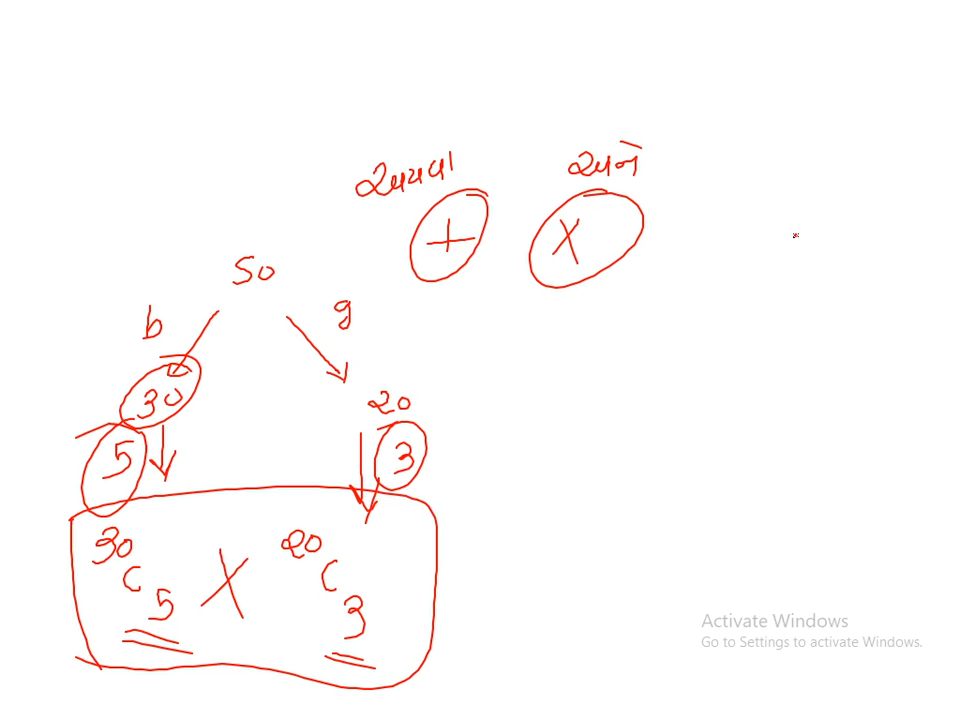 અથવા અને
+ X
50
b g
30 20
5 3
30C5 X 20C3
Activate Windows
Go to Settings to activate Windows.